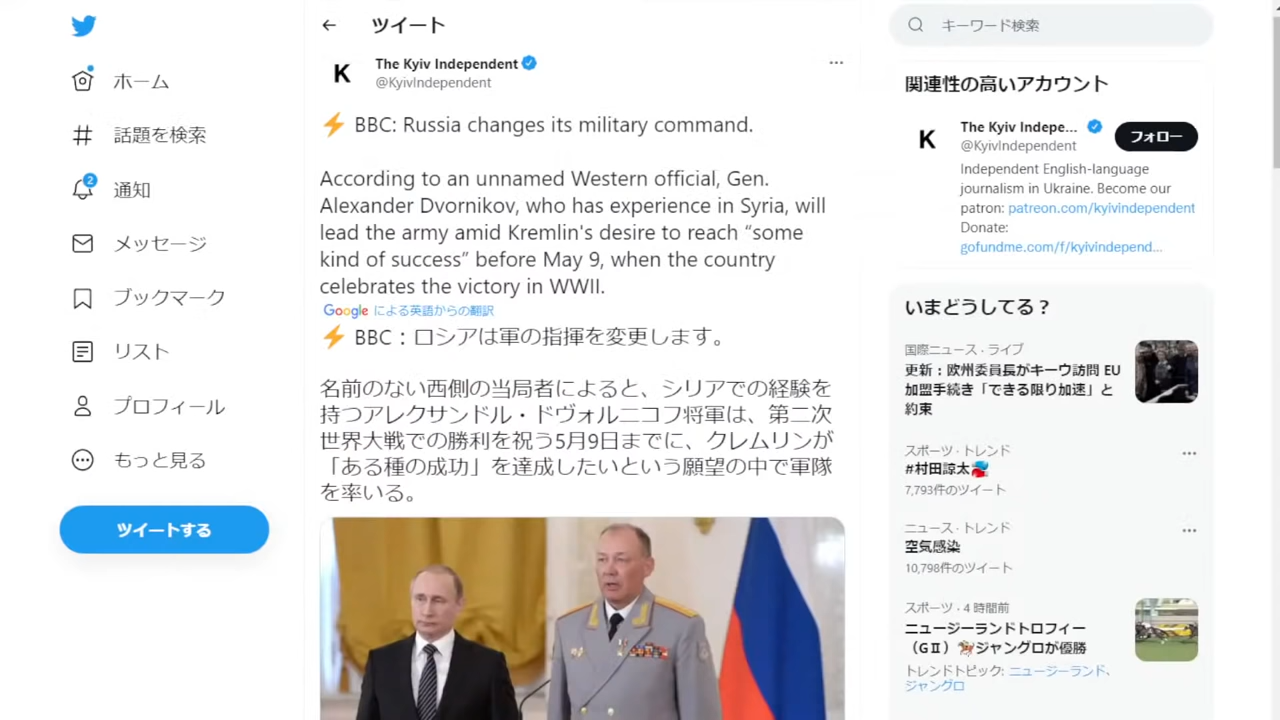 ホーム
話題を検索
2
通知
メッセージ
ブックマーク
リスト
プロフィール
もっと見る
ツイートする
ツイート
K
The Kyiv Independent
@KyivIndependent
BBC: Russia changes its military command.
According to an unnamed Western official, Gen.
Alexander Dvornikov, who has experience in Syria, will
lead the army amid Kremlin's desire to reach “some
kind of success” before May 9, when the country
celebrates the victory in WWII.
Google による英語からの翻訳
BBC：ロシアは軍の指揮を変更します。
名前のない西側の当局者によると、シリアでの経験を
持つアレクサンドル・ドヴォルニコフ将軍は、第二次
世界大戦での勝利を祝う5月9日までに、クレムリンが
「ある種の成功」を達成したいという願望の中で軍隊
を率いる。
キーワード検索
関連性の高いアカウント
K
The Kyiv Indepe...
@KyivIndependent
フォロー
Independent English-language
journalism in Ukraine. Become our
patron: patreon.com/kyivindependent
Donate:
gofundme.com/f/kyivindepend...
いまどうしてる？
国際ニュース · ライブ
更新：欧州委員長がキーウ訪問 EU
加盟手続き「できる限り加速」と
約束
スポーツ · トレンド
#村田諒太
7,793件のツイート
ニュース · トレンド
空気感染
10,798件のツイート
スポーツ · 4 時間前
ニュージーランドトロフィー
（GⅡ）🏇ジャングロが優勝
トレンドトピック: ニュージーランド、
ジャングロ